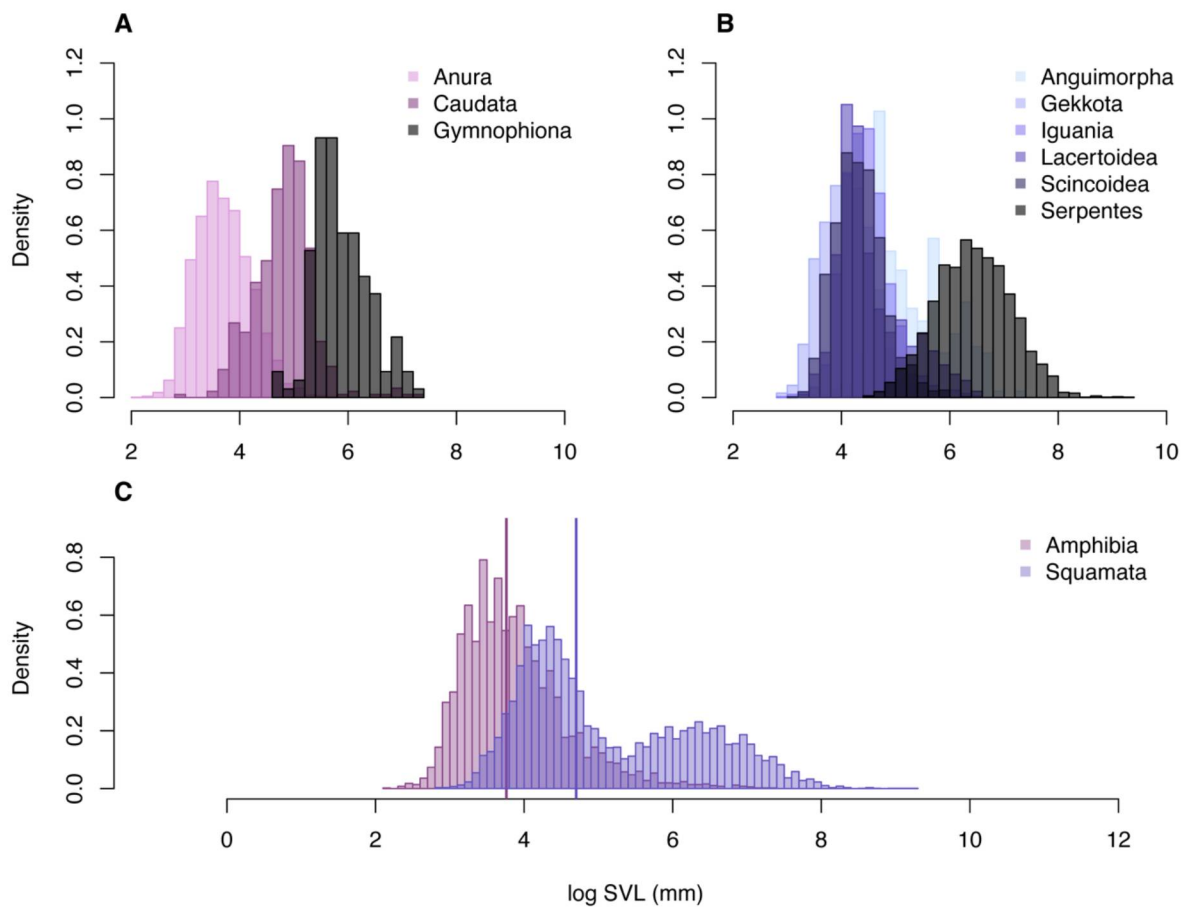 A
1.2
1.0
0.8
0.6
0.4
0.2
0.0
Density
2 4 6 8 10
Anura
Caudata
Gymnophiona
B
1.2
1.0
0.8
0.6
0.4
0.2
0.0
2 4 6 8 10
Anguimorpha
Gekkota
Iguania
Lacertoidea
Scincoidea
Serpentes
C
0.8
0.6
0.4
0.2
0.0
Density
0 2 4 6 8 10 12
Amphibia
Squamata
log SVL (mm)